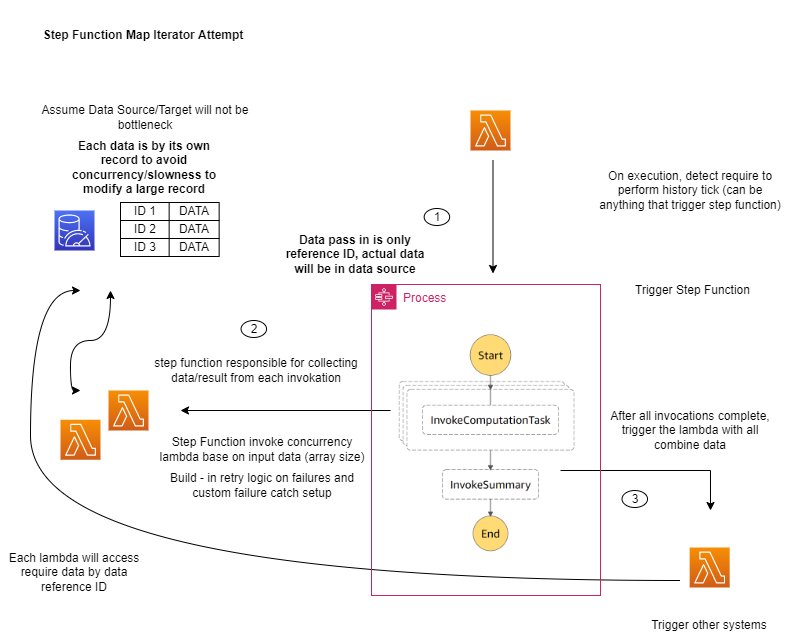 Step Function Map Iterator Attempt
Assume Data Source/Target will not be
bottleneck
Each data is by its own
record to avoid
concurrency/slowness to
modify a large record
ID 1 DATA
ID 2 DATA
ID 3 DATA
On execution, detect require to
perform history tick (can be
anything that trigger step function)
1
Data pass in is only
reference ID, actual data
will be in data source
Trigger Step Function
Process
2
step function responsible for collecting
data/result from each invokation
Start
InvokeComputationTask
Step Function invoke concurrency
lambda base on input data (array size)
Build - in retry logic on failures and
custom failure catch setup
After all invocations complete,
trigger the lambda with all
combine data
InvokeSummary
3
End
Each lambda will access
require data by data
reference ID
Trigger other systems